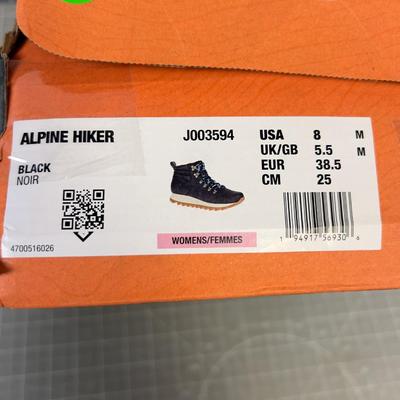 ALPINE HIKER J003594 USA 8 M
UK/GB 5.5 M
BLACK EUR 38.5
NOIR CM 25
WOMENS/FEMMES
4700516026
1 94917 56930 6